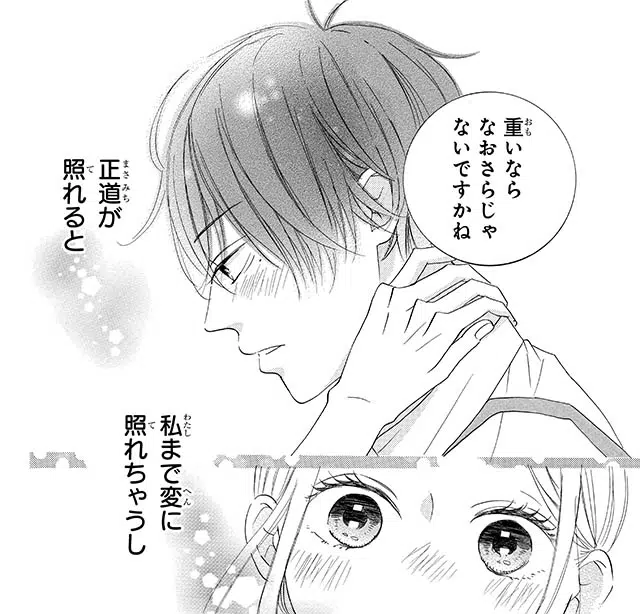 重いなら
なおさらじゃ
ないですかね
正道が
照れると
私まで変に
照れちゃうし